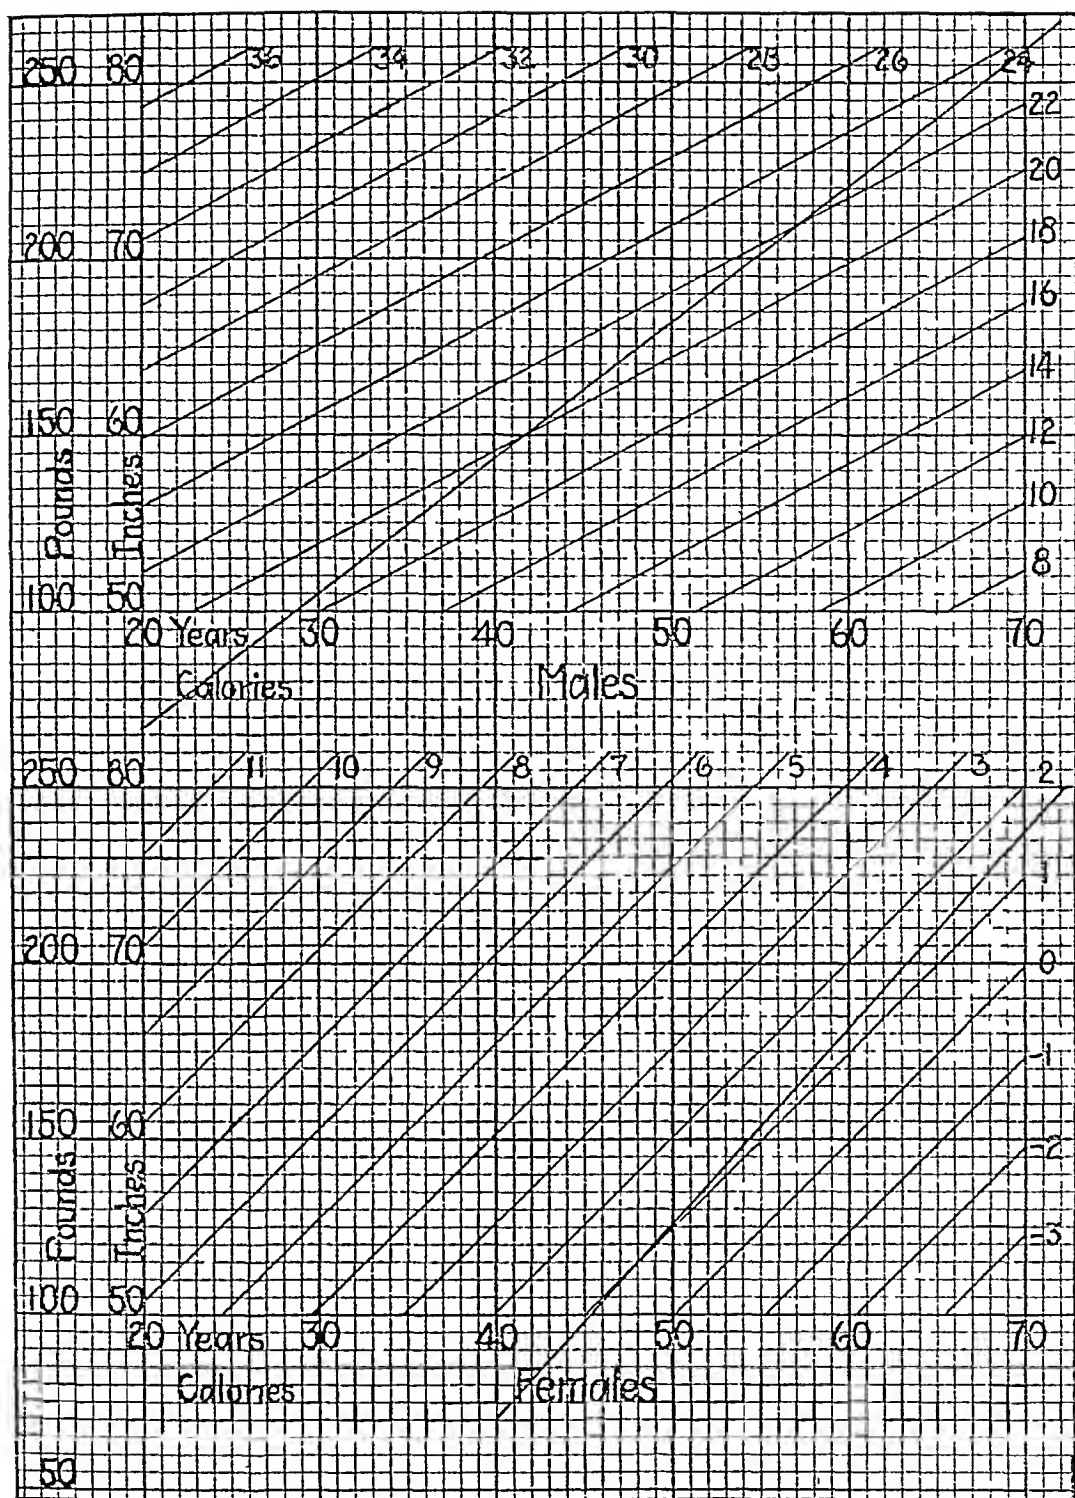 250 80 36 34 32 30 28 26 24
22
20
200 70 18
16
14
150 60 12
Pounds Inches 10
8
100 50
20 Years 30 40 50 60 70
Calories Males
250 80 11 10 9 8 7 6 5 4 3 2
1
200 70 0
-1
150 60 -2
Pounds Inches -3
100 50
20 Years 30 40 50 60 70
Calories Females
50